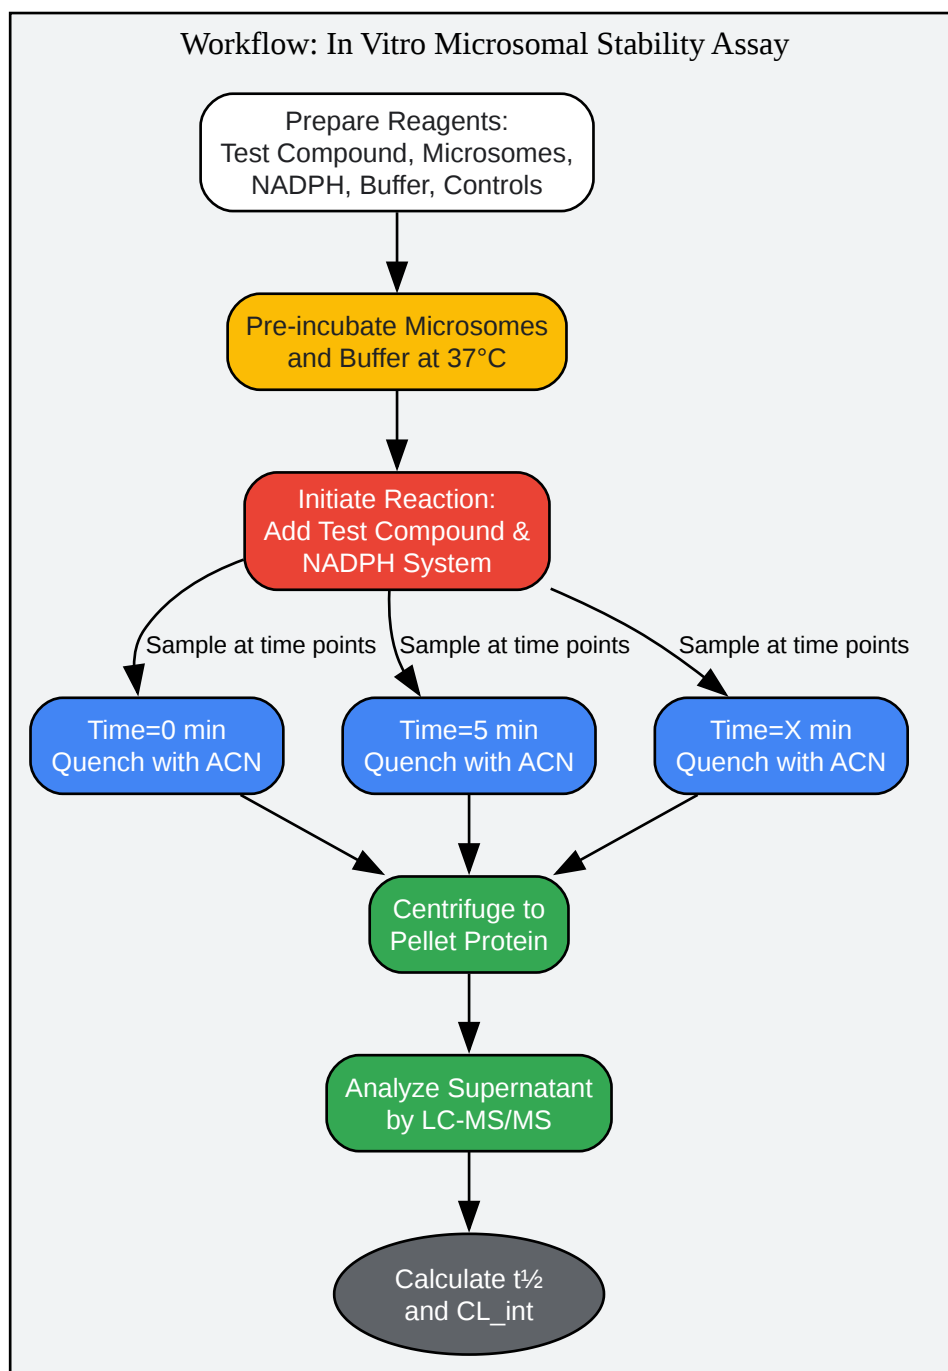 Workflow: In Vitro Microsomal Stability Assay
Prepare Reagents:
Test Compound, Microsomes,
NADPH, Buffer, Controls
Pre-incubate Microsomes
and Buffer at 37°C
Initiate Reaction:
Add Test Compound &
NADPH System
Sample at time points
Sample at time points
Sample at time points
Time=0 min
Quench with ACN
Time=5 min
Quench with ACN
Time=X min
Quench with ACN
Centrifuge to
Pellet Protein
Analyze Supernatant
by LC-MS/MS
Calculate t½
and CL_int